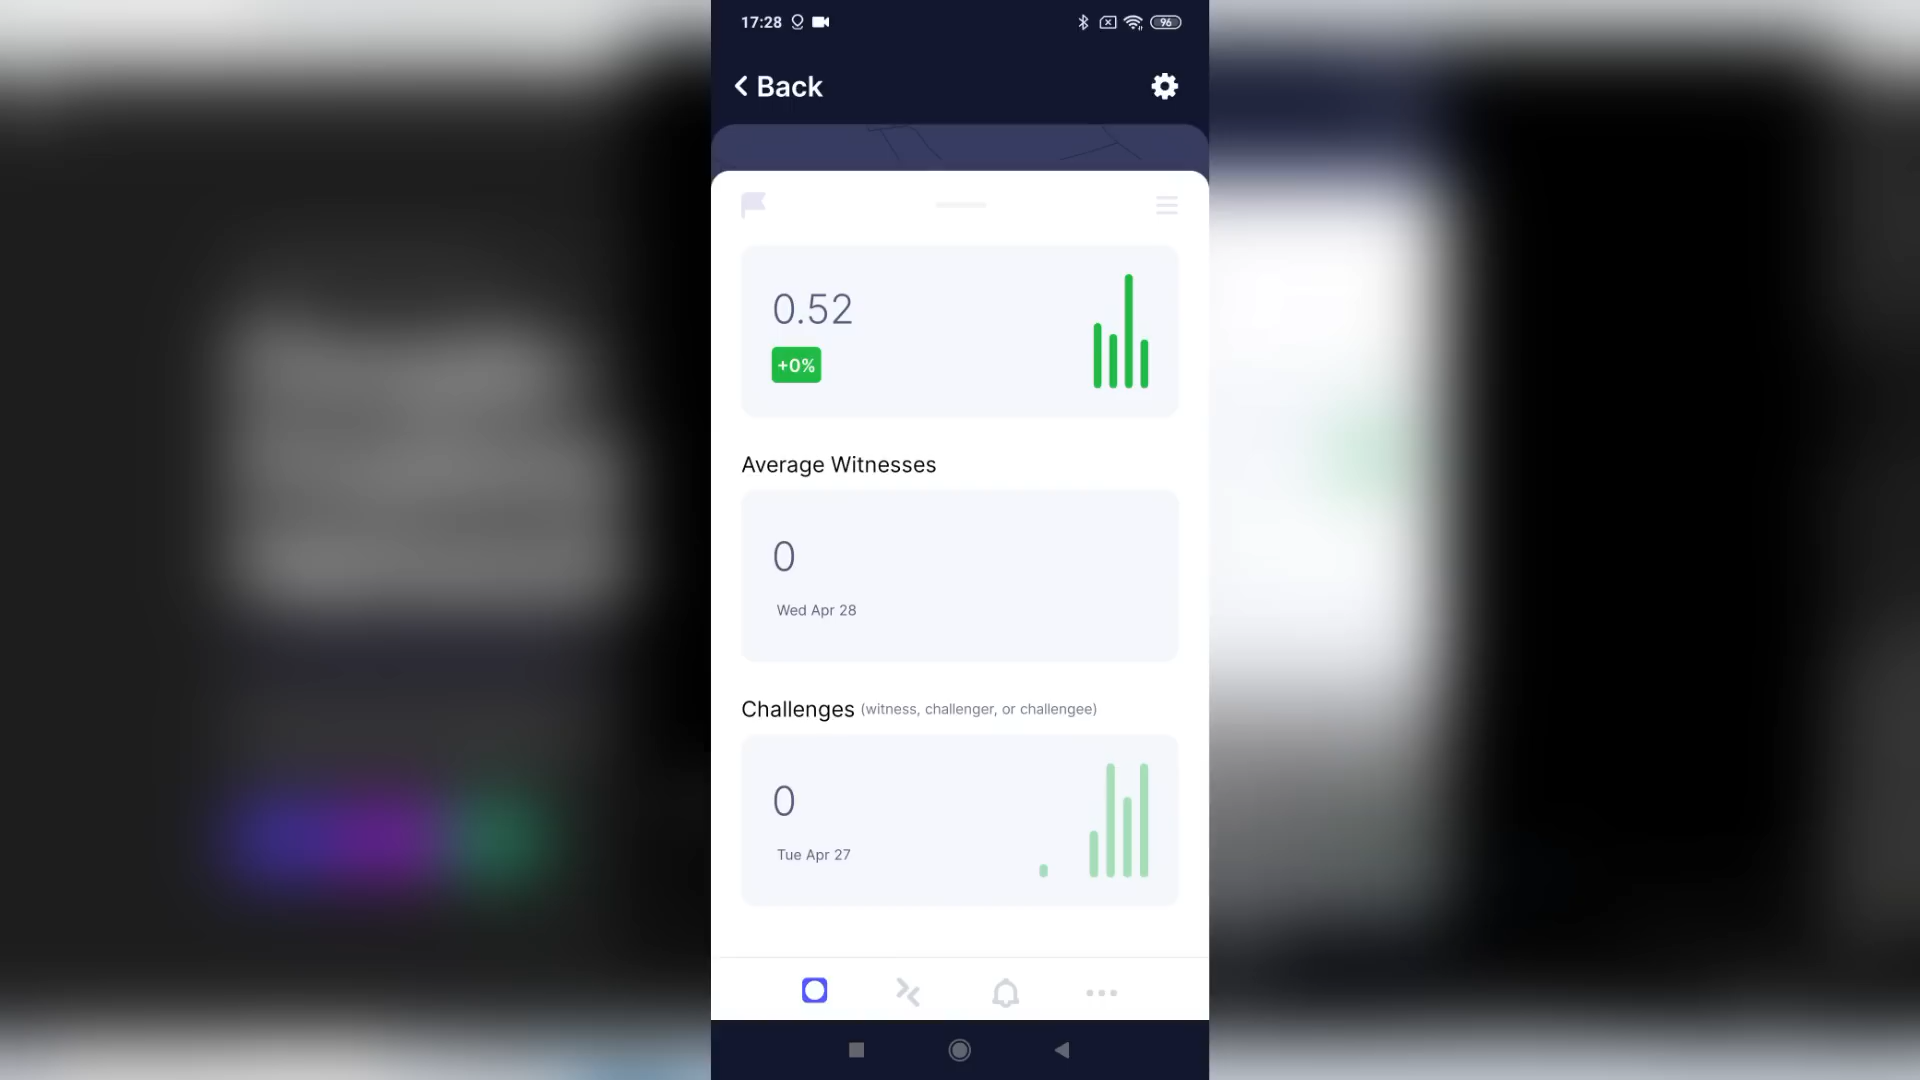 17:28
96
Back
0.52
+0%
Average Witnesses
0
Wed Apr 28
Challenges (witness, challenger, or challengee)
0
Tue Apr 27